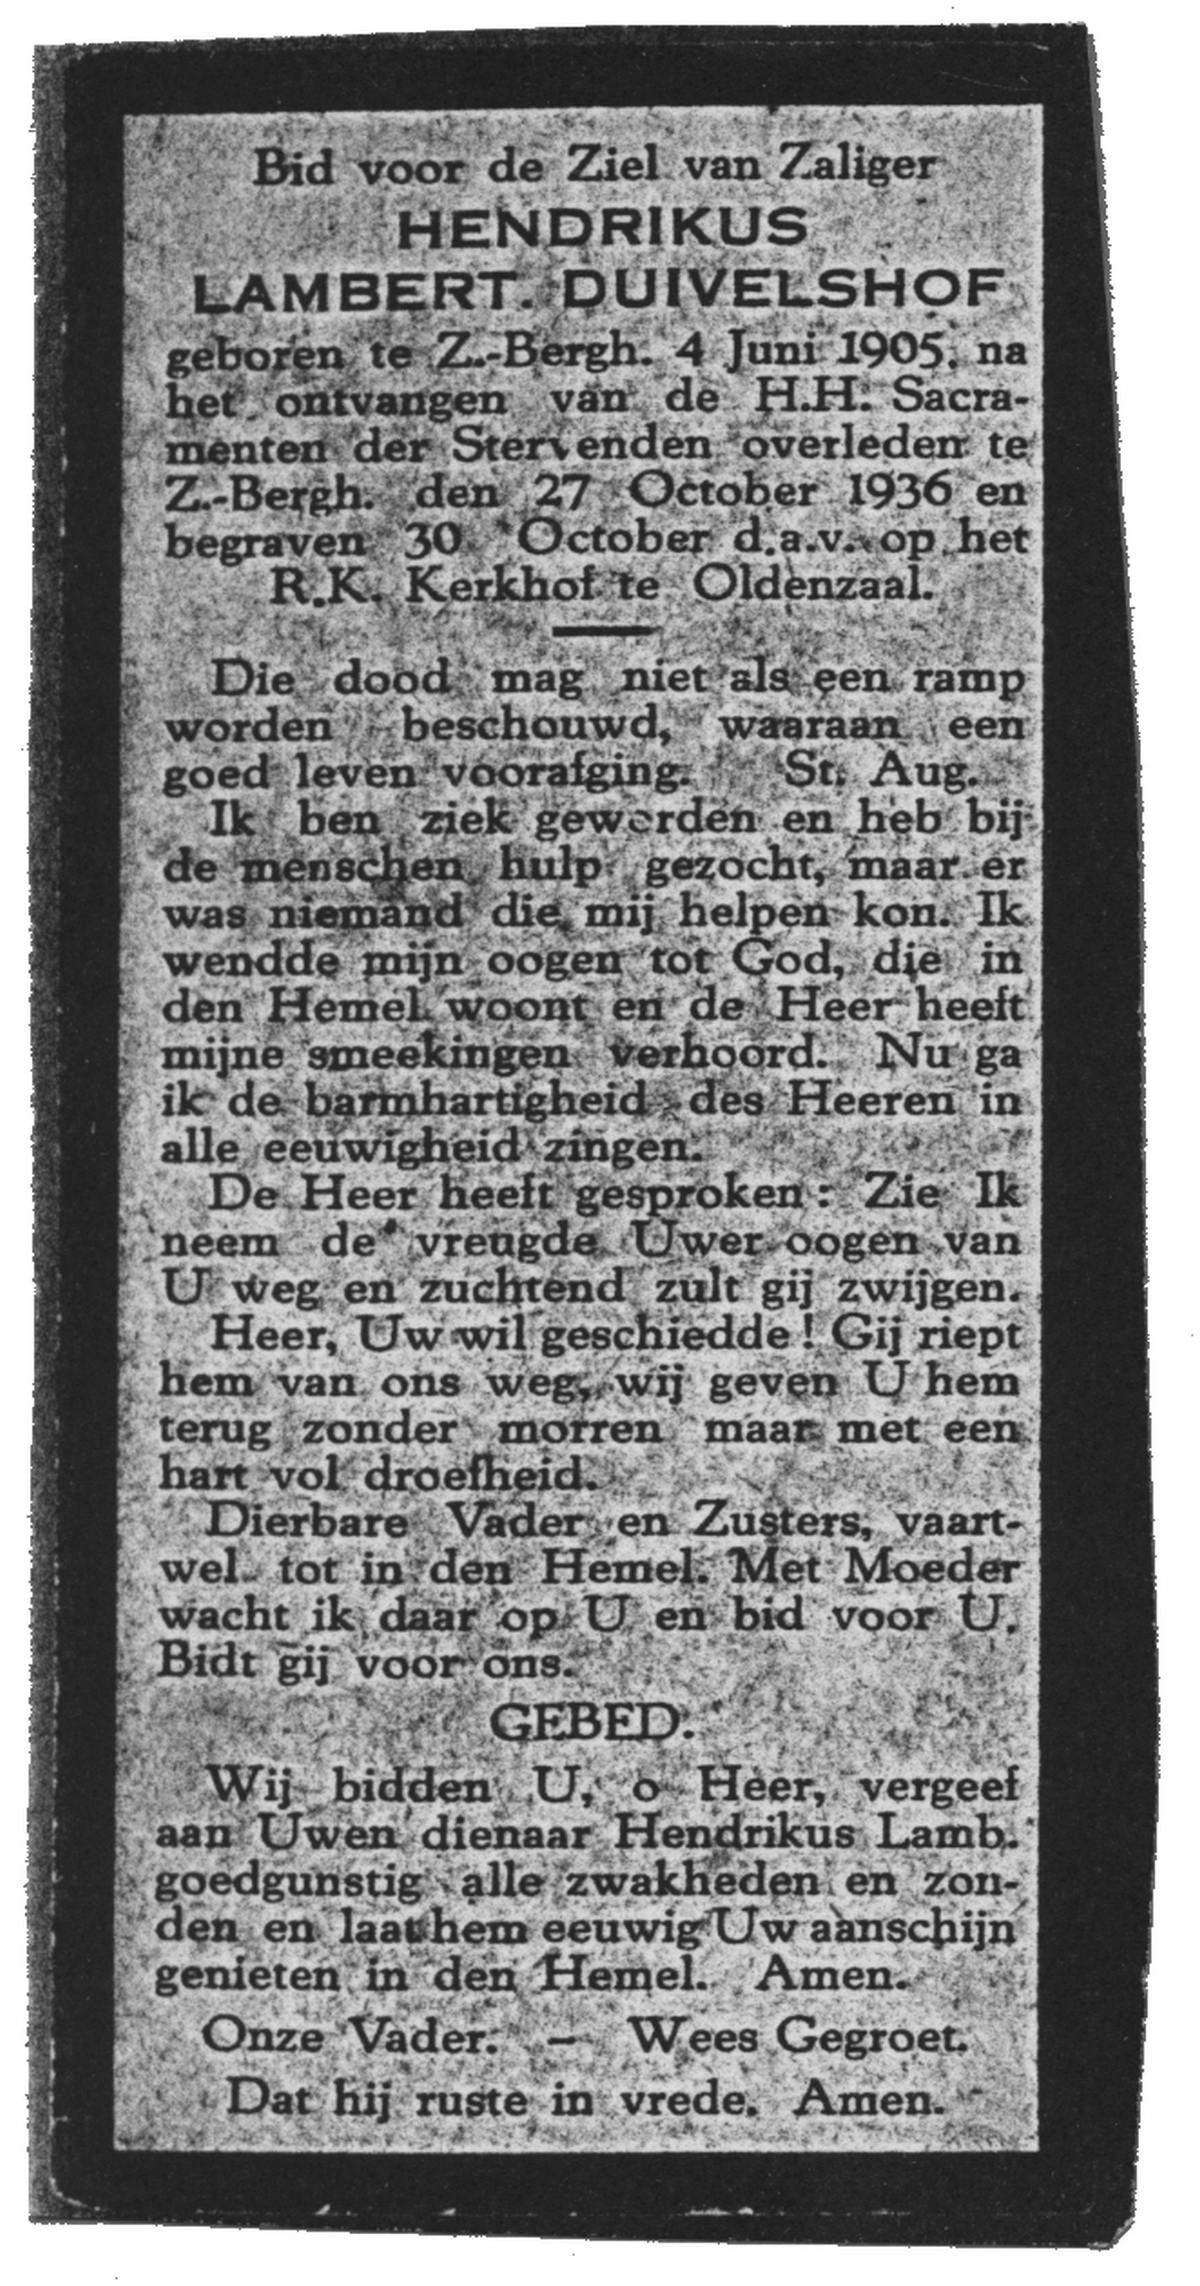 Bid voor de Ziel van Zaliger
HENDRIKUS
LAMBERT. DUIVELSHOF
geboren te Z.-Bergh. 4 Juni 1905, na
het ontvangen van de H.H. Sacra-
menten der Stervenden overleden te
Z.-Bergh. den 27 October 1936 en
begraven 30 October d.a.v. op het
R.K. Kerkhof te Oldenzaal.
Die dood mag niet als een ramp
worden beschouwd, waaraan een
goed leven voorafging. St. Aug.
Ik ben ziek geworden en heb bij
de menschen hulp gezocht, maar er
was niemand die mij helpen kon. Ik
wendde mijn oogen tot God, die in
den Hemel woont en de Heer heeft
mijne smeekingen verhoord. Nu ga
ik de barmhartigheid des Heeren in
alle eeuwigheid zingen.
De Heer heeft gesproken: Zie Ik
neem de vreugde Uwer oogen van
U weg en zuchtend zult gij zwijgen.
Heer, Uw wil geschiedde! Gij riept
hem van ons weg, wij geven U hem
terug zonder morren maar met een
hart vol droefheid.
Dierbare Vader en Zusters, vaart-
wel tot in den Hemel. Met Moeder
wacht ik daar op U en bid voor U.
Bidt gij voor ons.
GEBED.
Wij bidden U, o Heer, vergeef
aan Uwen dienaar Hendrikus Lamb.
goedgunstig alle zwakheden en zon-
den en laat hem eeuwig Uw aanschijn
genieten in den Hemel. Amen.
Onze Vader. — Wees Gegroet.
Dat hij ruste in vrede. Amen.